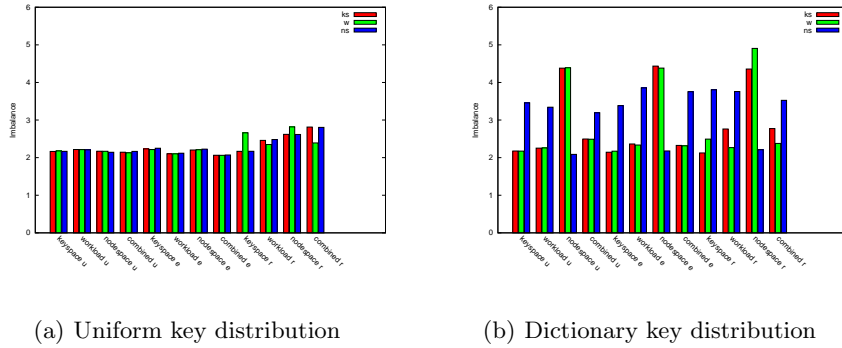 0
1
2
3
4
5
6
Imbalance
keyspace u
workload u
nodespace u
combined u
keyspace e
workload e
nodespace e
combined e
keyspace r
workload r
nodespace r
combined r
ks
w
ns
(a) Uniform key distribution
0
1
2
3
4
5
6
Imbalance
keyspace u
workload u
nodespace u
combined u
keyspace e
workload e
nodespace e
combined e
keyspace r
workload r
nodespace r
combined r
ks
w
ns
(b) Dictionary key distribution